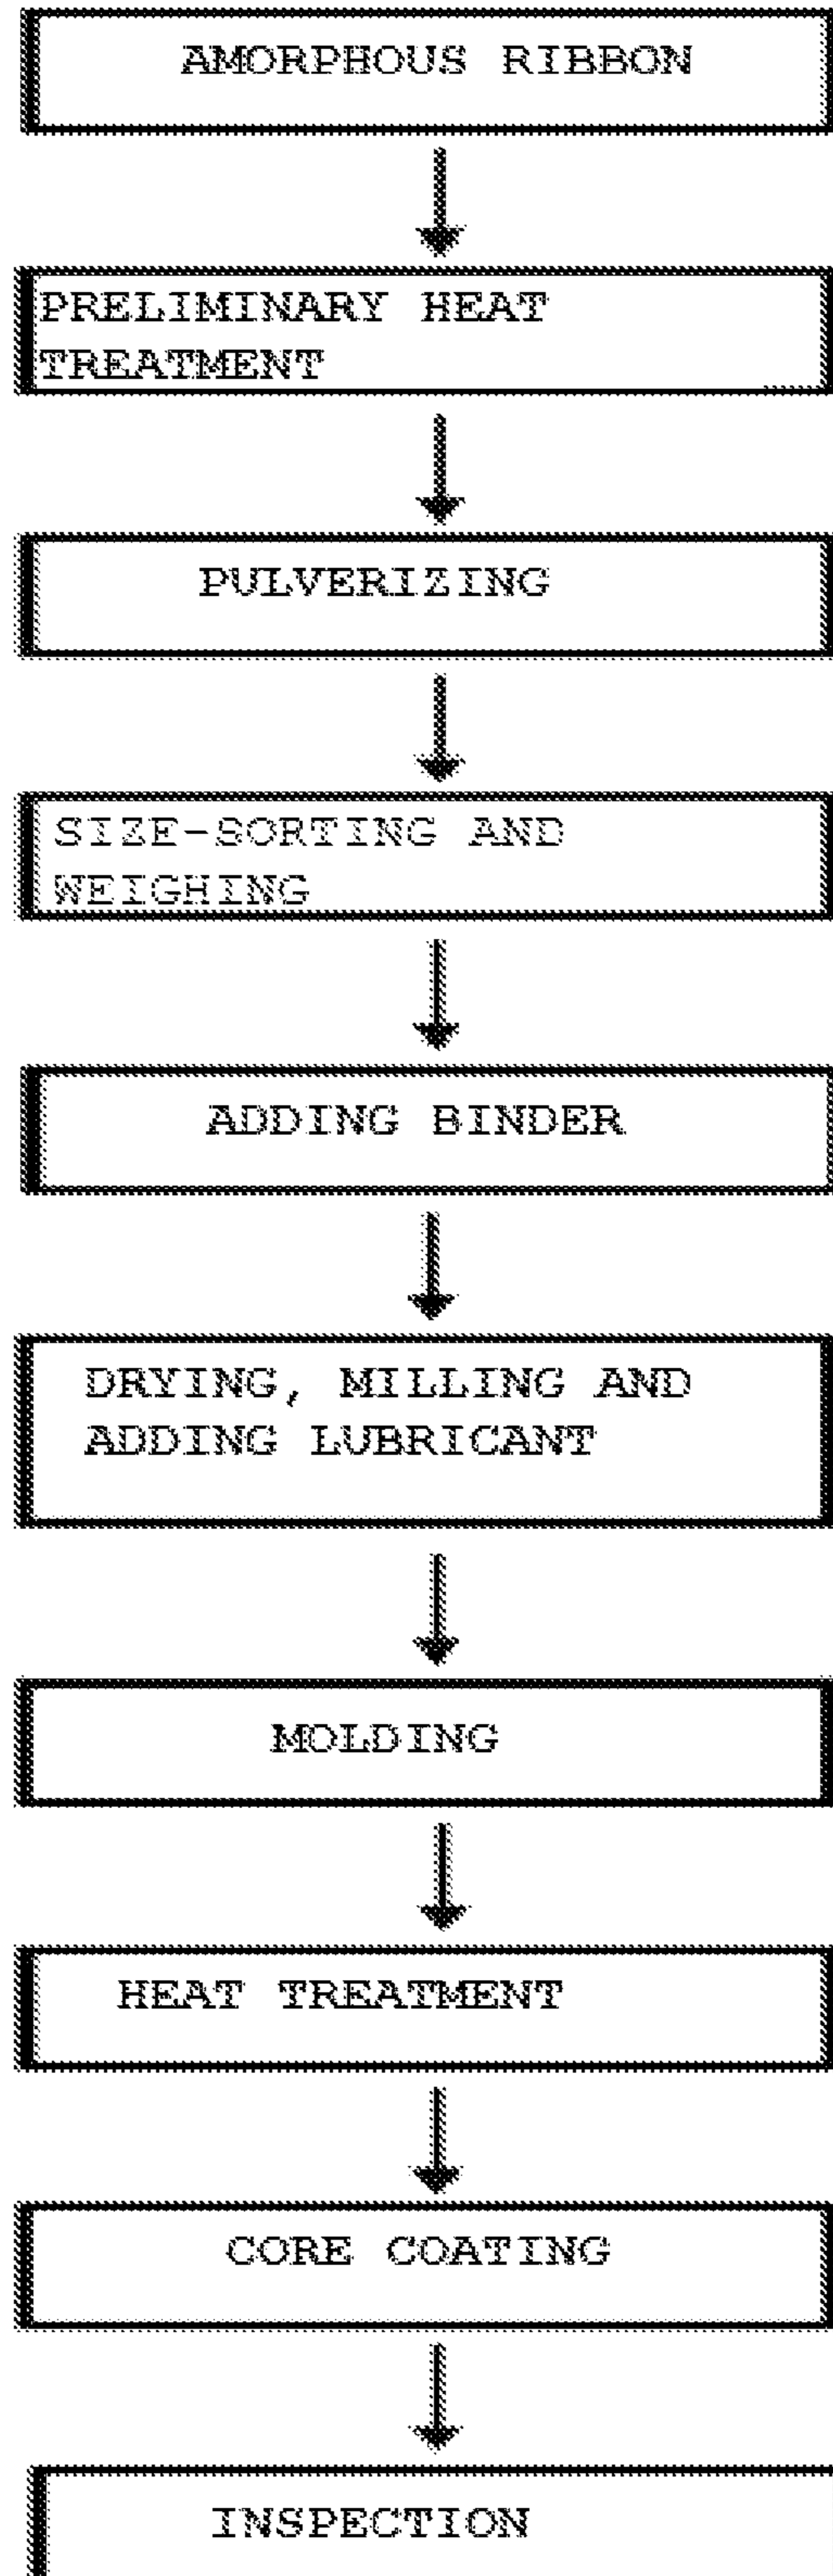 AMORPHOUS RIBBON
PRELIMINARY HEAT
TREATMENT
PULVERIZING
SIZE-SORTING AND
WEIGHING
ADDING BINDER
DRYING, MILLING AND
ADDING LUBRICANT
MOLDING
HEAT TREATMENT
CORE COATING
INSPECTION